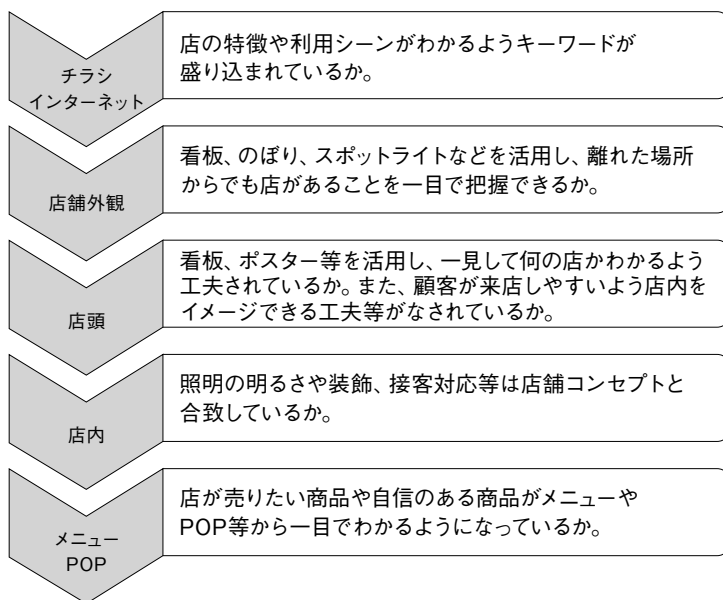 チラシ
インターネット
店の特徴や利用シーンがわかるようキーワードが
盛り込まれているか。
店舗外観
看板、のぼり、スポットライトなどを活用し、離れた場所
からでも店があることを一目で把握できるか。
店頭
看板、ポスター等を活用し、一見して何の店かわかるよう
工夫されているか。また、顧客が来店しやすいよう店内を
イメージできる工夫等がなされているか。
店内
照明の明るさや装飾、接客対応等は店舗コンセプトと
合致しているか。
メニュー
POP
店が売りたい商品や自信のある商品がメニューや
POP等から一目でわかるようになっているか。